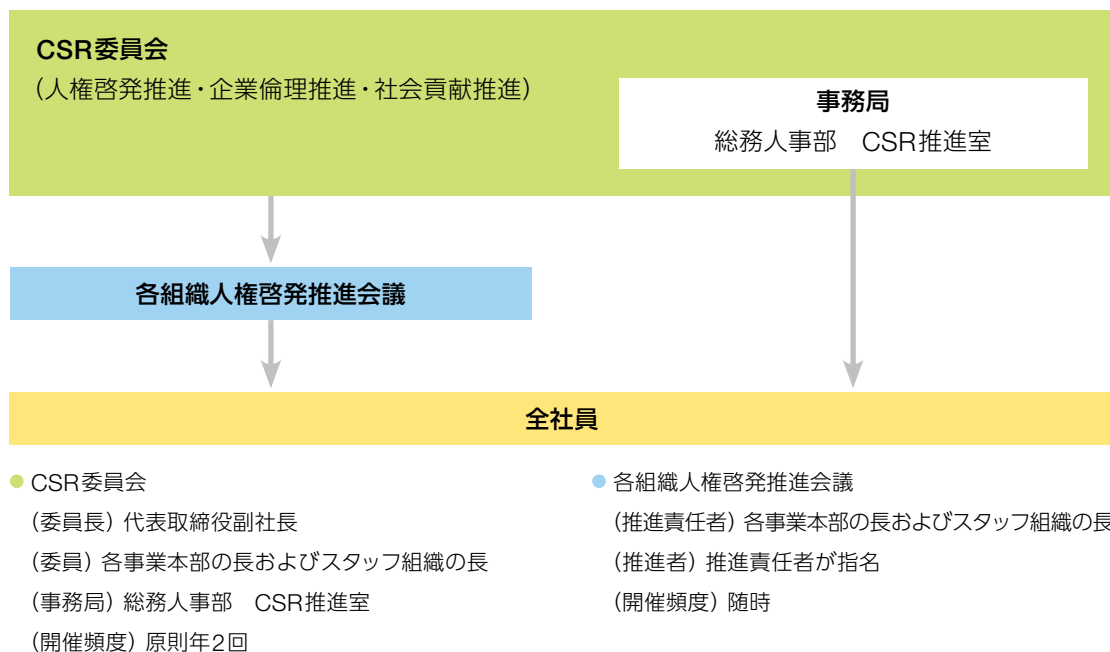 CSR委員会
（人権啓発推進・企業倫理推進・社会貢献推進）
事務局
総務人事部　CSR推進室
各組織人権啓発推進会議
全社員
● CSR委員会
（委員長）代表取締役副社長
（委員）各事業本部の長およびスタッフ組織の長
（事務局）総務人事部　CSR推進室
（開催頻度）原則年2回
● 各組織人権啓発推進会議
（推進責任者）各事業本部の長およびスタッフ組織の長
（推進者）推進責任者が指名
（開催頻度）随時